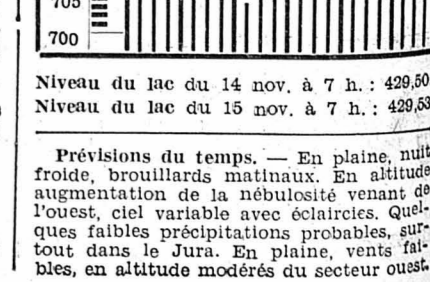 705
700
Niveau du lac du 14 nov. à 7 h. : 429,50
Niveau du lac du 15 nov. à 7 h. : 429,53
Prévisions du temps. — En plaine, nuit
froide, brouillards matinaux. En altitude
augmentation de la nébulosité venant de
l'ouest, ciel variable avec éclaircies. Quel-
ques faibles précipitations probables, sur-
tout dans le Jura. En plaine, vents fai-
bles, en altitude modérés du secteur ouest.